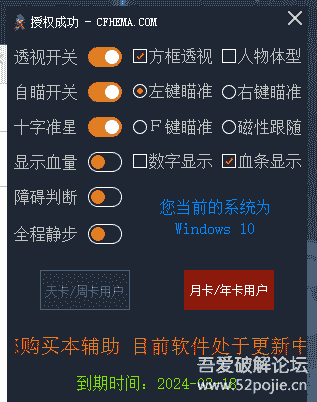 授权成功 - CFHEMA.COM
透视开关 方框透视 人物体型
自瞄开关 左键瞄准 右键瞄准
十字准星 F键瞄准 磁性跟随
显示血量 数字显示 血条显示
障碍判断
您当前的系统为
全程静步
Windows 10
天卡/周卡用户 月卡/年卡用户
购买本辅助 目前软件处于更新中
吾爱破解论坛
到期时间: 2024-
www.52pojie.cn